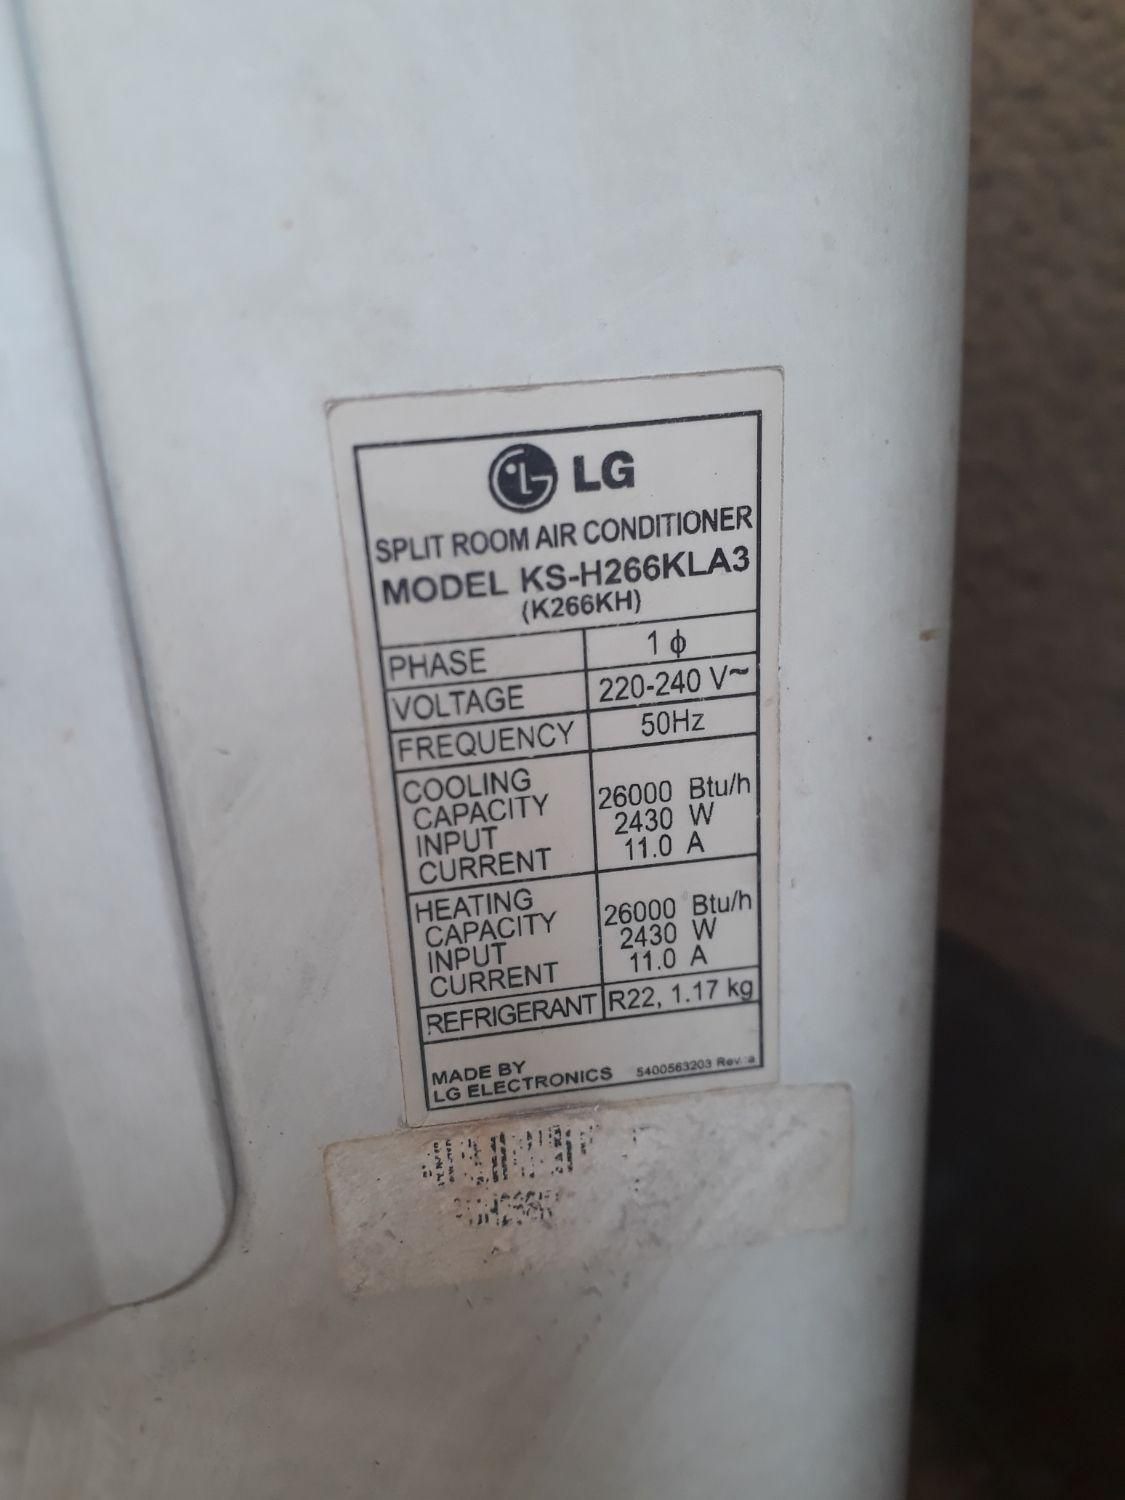 LG
SPLIT ROOM AIR CONDITIONER
MODEL KS-H266KLA3
(K266KH)
PHASE 1 ϕ
VOLTAGE 220-240 V~
FREQUENCY 50Hz
COOLING
CAPACITY 26000 Btu/h
INPUT 2430 W
CURRENT 11.0 A
HEATING
CAPACITY 26000 Btu/h
INPUT 2430 W
CURRENT 11.0 A
REFRIGERANT R22, 1.17 kg
MADE BY
LG ELECTRONICS 5400563203 Rev.:a